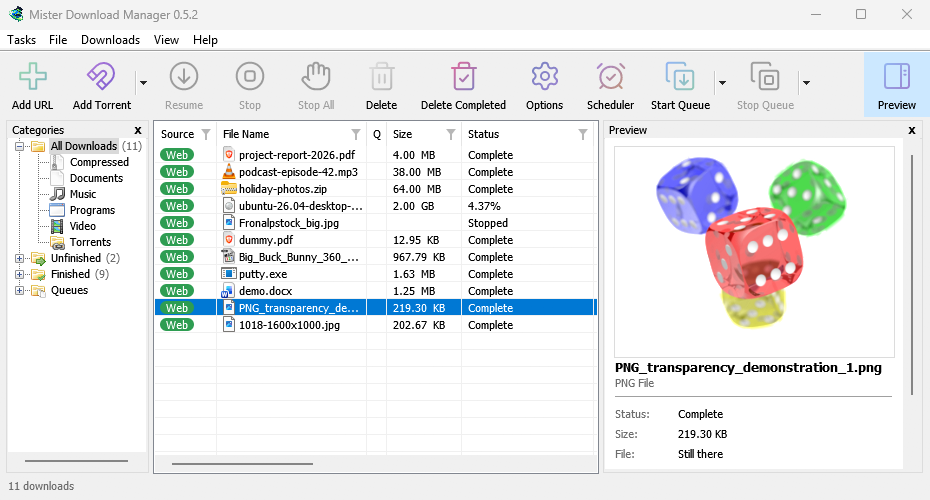 Mister Download Manager 0.5.2
Tasks File Downloads View Help
Add URL Add Torrent Resume Stop Stop All Delete Delete Completed Options Scheduler Start Queue Stop Queue Preview
Categories x
All Downloads (11)
Compressed
Documents
Music
Programs
Video
Torrents
Unfinished (2)
Finished (9)
Queues
Source File Name Q Size Status
Web project-report-2026.pdf 4.00 MB Complete
Web podcast-episode-42.mp3 38.00 MB Complete
Web holiday-photos.zip 64.00 MB Complete
Web ubuntu-26.04-desktop-... 2.00 GB 4.37%
Web Fronalpstock_big.jpg Stopped
Web dummy.pdf 12.95 KB Complete
Web Big_Buck_Bunny_360_... 967.79 KB Complete
Web putty.exe 1.63 MB Complete
Web demo.docx 1.25 MB Complete
Web PNG_transparency_de... 219.30 KB Complete
Web 1018-1600x1000.jpg 202.67 KB Complete
Preview x
PNG_transparency_demonstration_1.png
PNG File
Status: Complete
Size: 219.30 KB
File: Still there
11 downloads